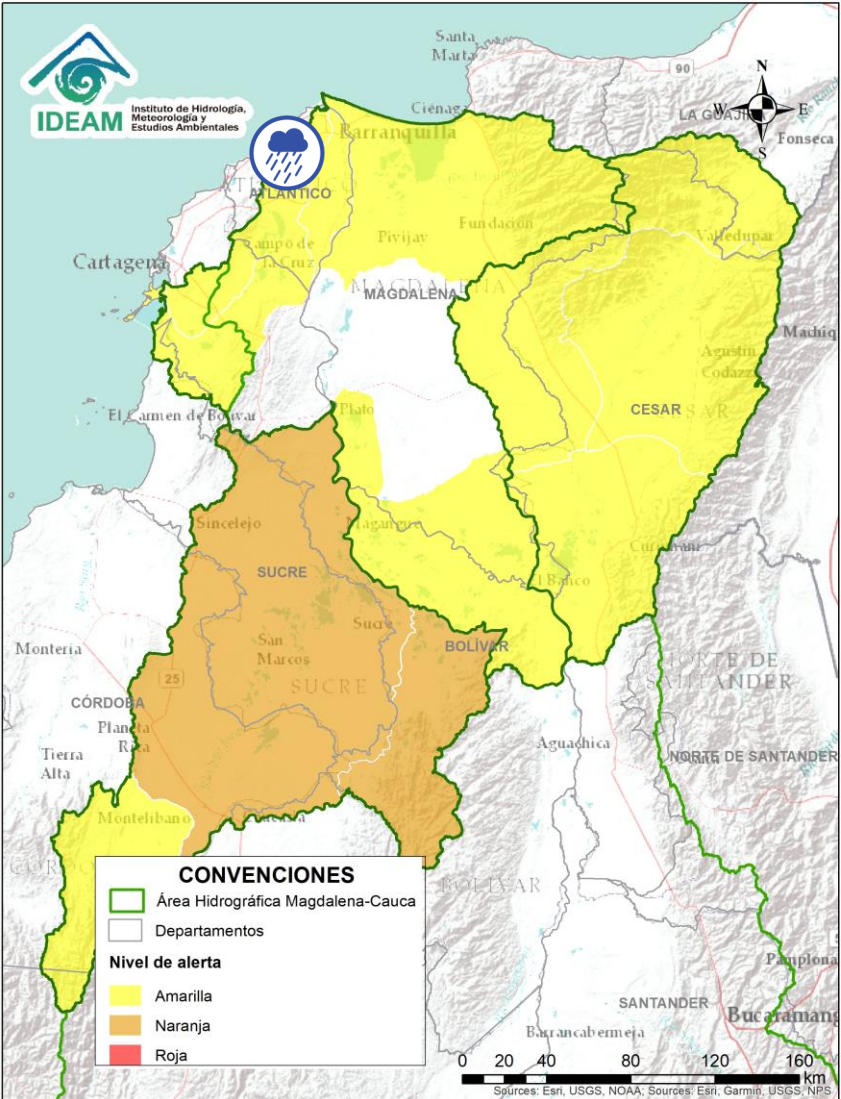 Santa
Marta
90
N
W
E
S
IDEAM
Instituto de Hidrología,
Meteorología y
Estudios Ambientales
Ciénaga
LA GUAJIRA
Fonseca
Barranquilla
ATLÁNTICO
Pivijay
Fundación
Valledupar
Campo de
la Cruz
Cartagena
MAGDALENA
MAGDALENA
Machiq
Agustín
Codazzi
CESAR
CESAR
Plato
El Carmen de Bolívar
Sincelejo
Magangué
SUCRE
El Banco
Sucre
BOLÍVAR
San
Marcos
SUCRE
Montería
25
CÓRDOBA
Planeta
Rica
Tierra
Alta
NORTE DE
SANTANDER
Aguachica
NORTE DE SANTANDER
Montelíbano
BOLÍVAR
CONVENCIONES
Área Hidrográfica Magdalena-Cauca
Departamentos
Nivel de alerta
Amarilla
Naranja
Roja
Pamplona
SANTANDER
Bucaramang
Barrancabermeja
0 20 40 80 120 160
km
Sources: Esri, USGS, NOAA; Sources: Esri, Garmin, USGS, NPS